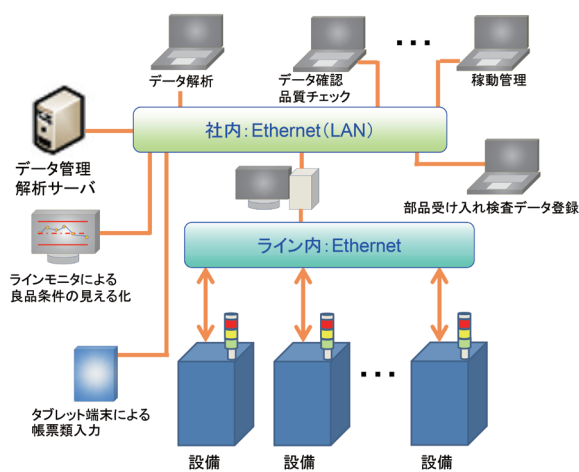 データ解析
データ確認
品質チェック
稼動管理
社内：Ethernet（LAN）
データ管理
解析サーバ
部品受け入れ検査データ登録
ライン内：Ethernet
ラインモニタによる
良品条件の見える化
タブレット端末による
帳票類入力
設備
設備
設備